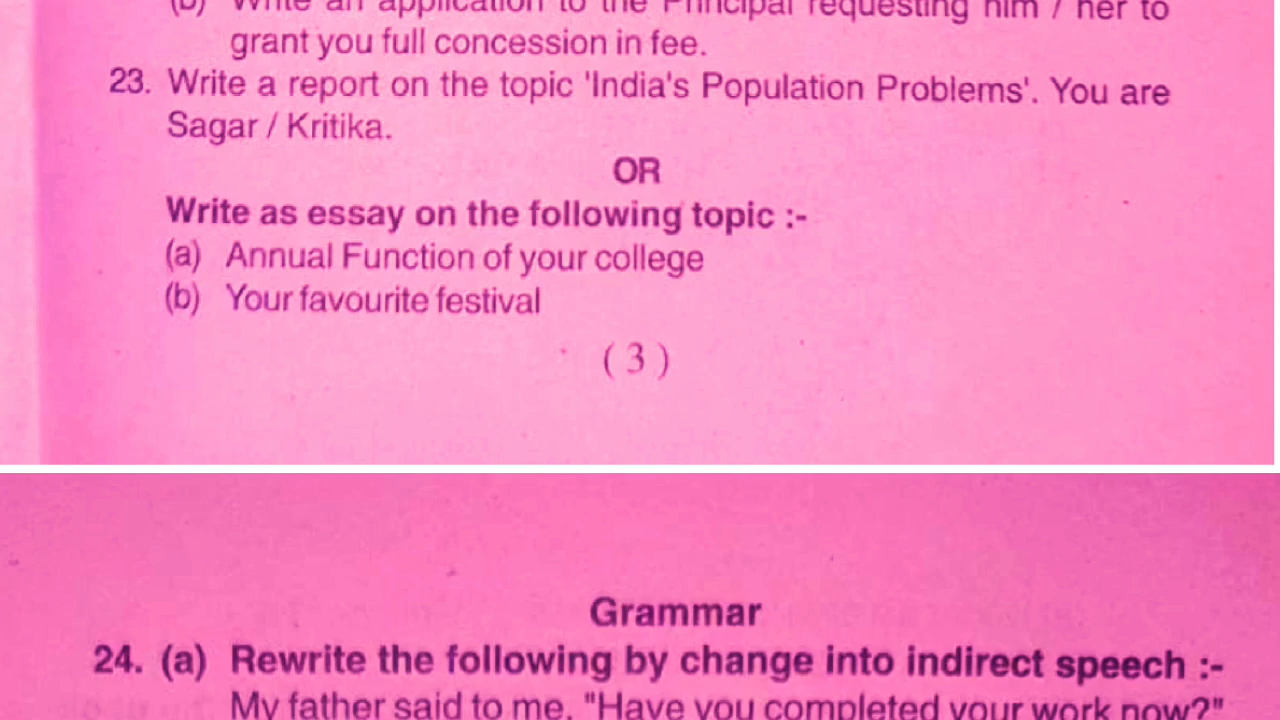 (b) Write an application to the Principal requesting him / her to
grant you full concession in fee.
23. Write a report on the topic 'India's Population Problems'. You are
Sagar / Kritika.
OR
Write as essay on the following topic :-
(a) Annual Function of your college
(b) Your favourite festival
( 3 )
Grammar
24. (a) Rewrite the following by change into indirect speech :-
My father said to me, "Have you completed your work now?"